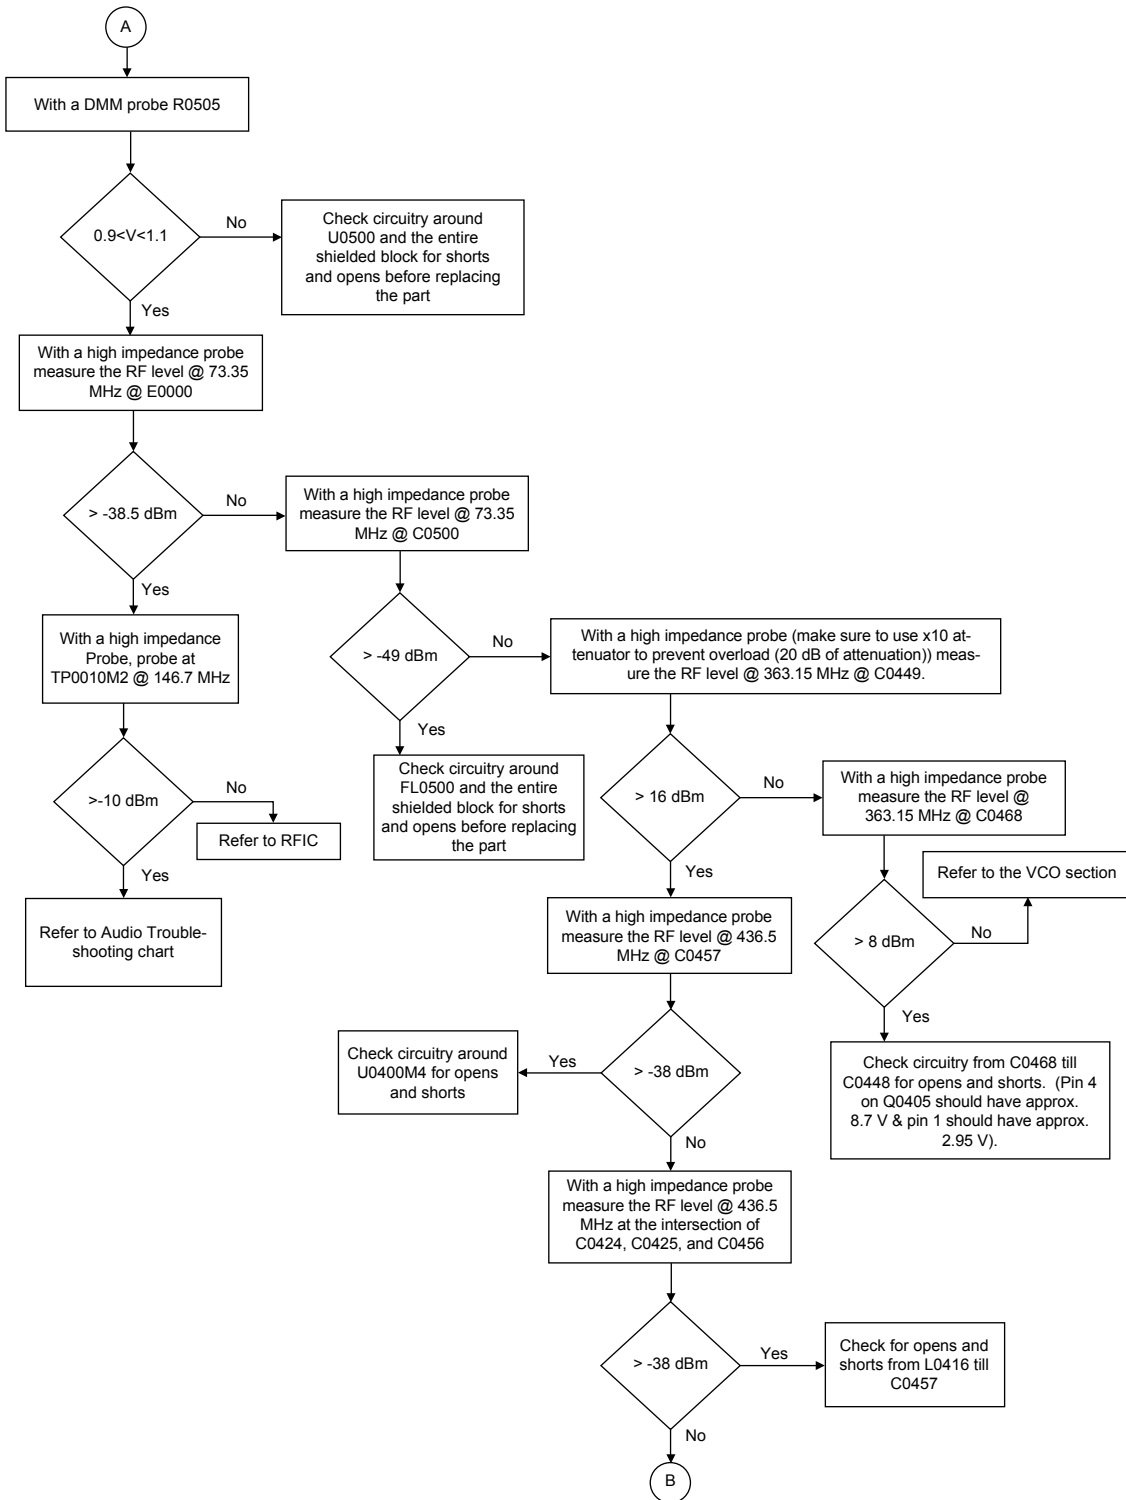 A
With a DMM probe R0505
0.9<V<1.1
No
Check circuitry around
U0500 and the entire
shielded block for shorts
and opens before replacing
the part
Yes
With a high impedance probe
measure the RF level @ 73.35
MHz @ E0000
> -38.5 dBm
No
With a high impedance probe
measure the RF level @ 73.35
MHz @ C0500
Yes
With a high impedance
Probe, probe at
TP0010M2 @ 146.7 MHz
> -49 dBm
No
With a high impedance probe (make sure to use x10 at-
tenuator to prevent overload (20 dB of attenuation)) meas-
ure the RF level @ 363.15 MHz @ C0449.
Yes
Check circuitry around
FL0500 and the entire
shielded block for shorts
and opens before replacing
the part
>-10 dBm
No
Refer to RFIC
Yes
Refer to Audio Trouble-
shooting chart
> 16 dBm
No
With a high impedance probe
measure the RF level @
363.15 MHz @ C0468
Yes
Refer to the VCO section
With a high impedance probe
measure the RF level @ 436.5
MHz @ C0457
> 8 dBm
No
Yes
Check circuitry from C0468 till
C0448 for opens and shorts.  (Pin 4
on Q0405 should have approx.
8.7 V & pin 1 should have approx.
2.95 V).
> -38 dBm
Yes
Check circuitry around
U0400M4 for opens
and shorts
No
With a high impedance probe
measure the RF level @ 436.5
MHz at the intersection of
C0424, C0425, and C0456
> -38 dBm
Yes
Check for opens and
shorts from L0416 till
C0457
No
B